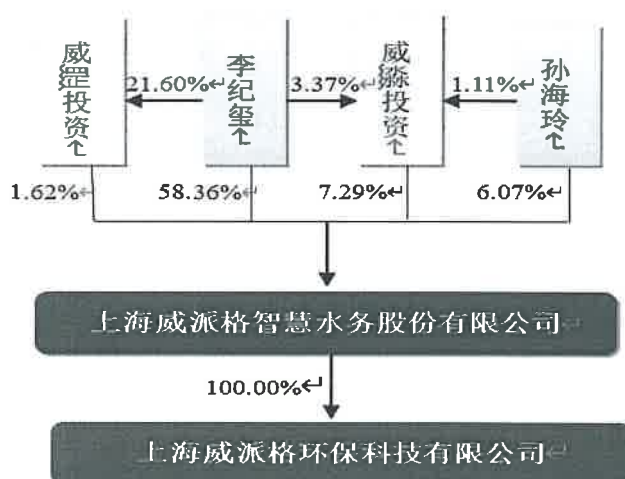 威罡投资
21.60%
李纪玺
3.37%
威淼投资
1.11%
孙海玲
1.62%
58.36%
7.29%
6.07%
上海威派格智慧水务股份有限公司
100.00%
上海威派格环保科技有限公司